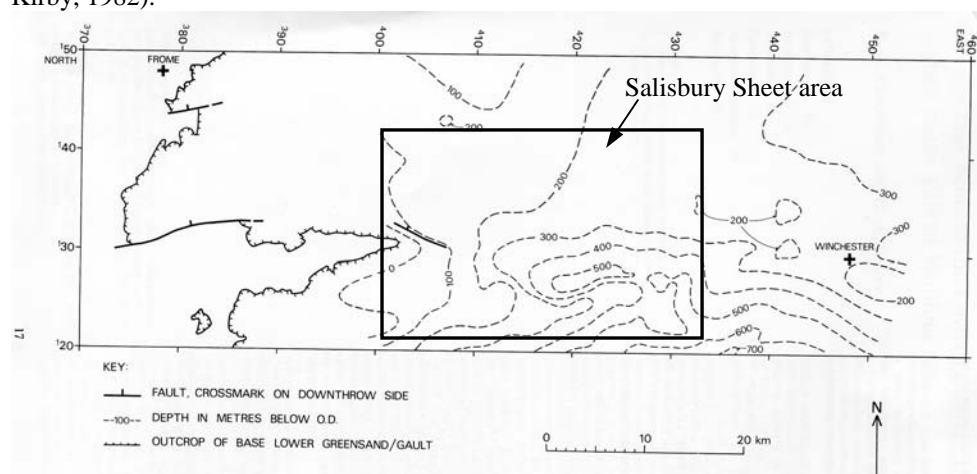 Kirby, 1982).
³70
³80
³90
⁴00
⁴10
⁴20
⁴30
⁴40
⁴50
⁴60
EAST
¹50
NORTH
FROME
Salisbury Sheet area
100
200
¹40
200
300
200
¹30
300
400
500
0
100
300
WINCHESTER
200
500
600
700
17
¹20
KEY:
FAULT, CROSSMARK ON DOWNTHROW SIDE
--100-- DEPTH IN METRES BELOW O.D.
OUTCROP OF BASE LOWER GREENSAND/GAULT
N
0 10 20 km